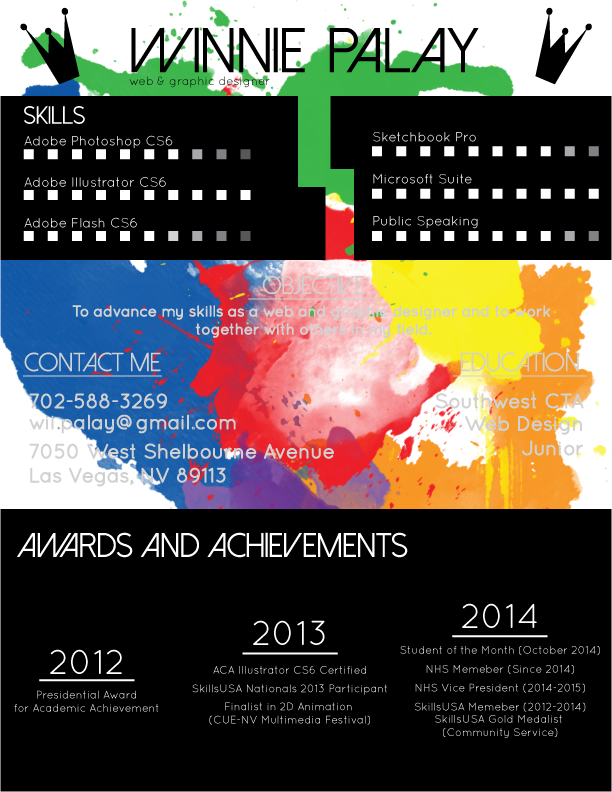 WINNIE PALAY
web & graphic designer
SKILLS
Adobe Photoshop CS6
Adobe Illustrator CS6
Adobe Flash CS6
Sketchbook Pro
Microsoft Suite
Public Speaking
OBJECTIVE
To advance my skills as a web and graphic designer and to work
together with others in my field.
CONTACT ME
702-588-3269
wii.palay@gmail.com
7050 West Shelbourne Avenue
Las Vegas, NV 89113
EDUCATION
Southwest CTA
Web Design
Junior
AWARDS AND ACHIEVEMENTS
2012
Presidential Award
for Academic Achievement
2013
ACA Illustrator CS6 Certified
SkillsUSA Nationals 2013 Participant
Finalist in 2D Animation
(CUE-NV Multimedia Festival)
2014
Student of the Month (October 2014)
NHS Memeber (Since 2014)
NHS Vice President (2014-2015)
SkillsUSA Memeber (2012-2014)
SkillsUSA Gold Medalist
(Community Service)